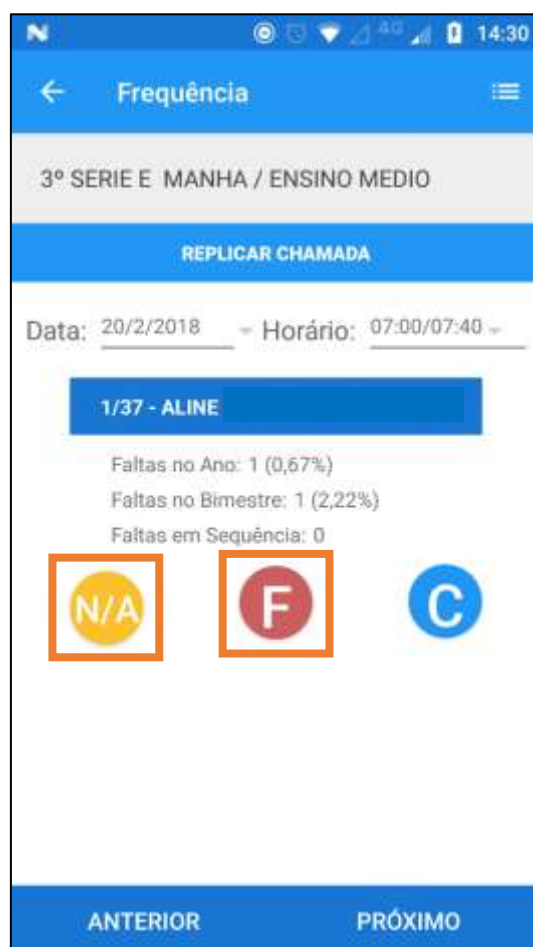 N 4G 14:30
Frequência
3º SERIE E MANHA / ENSINO MEDIO
REPLICAR CHAMADA
Data: 20/2/2018 Horário: 07:00/07:40
1/37 - ALINE
Faltas no Ano: 1 (0,67%)
Faltas no Bimestre: 1 (2,22%)
Faltas em Sequência: 0
N/A F C
ANTERIOR PRÓXIMO